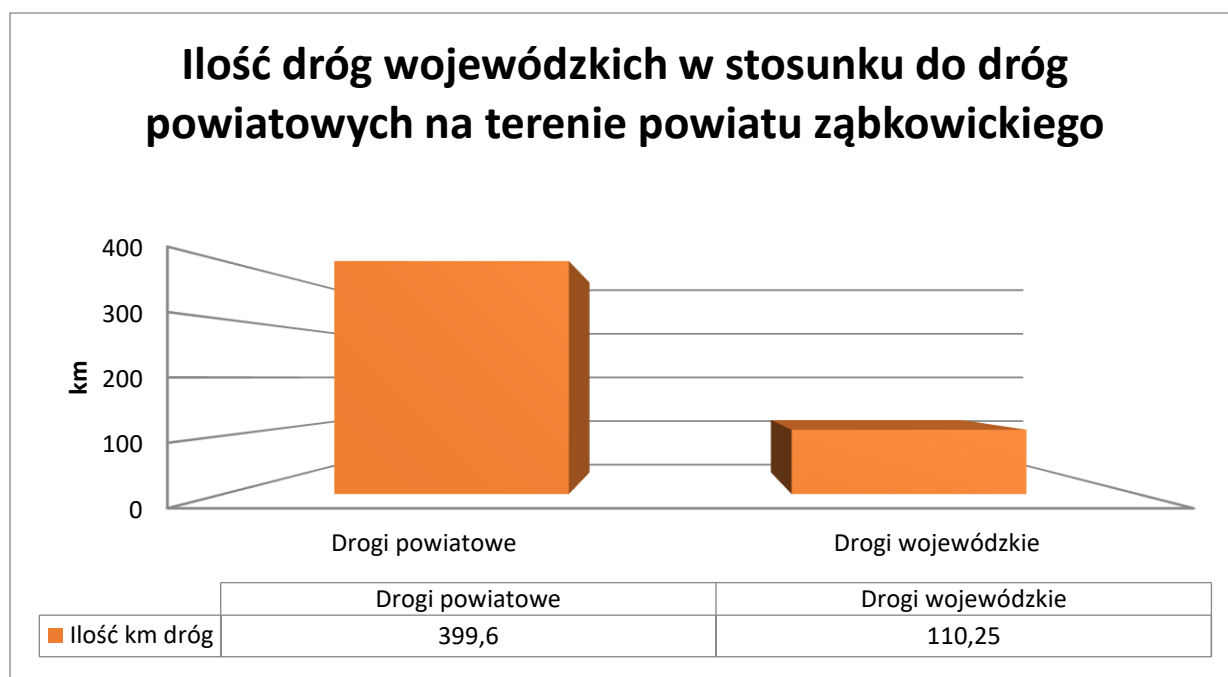 Ilość dróg wojewódzkich w stosunku do dróg
powiatowych na terenie powiatu ząbkowickiego
400
300
km
200
100
0
Drogi powiatowe Drogi wojewódzkie
Drogi powiatowe Drogi wojewódzkie
Ilość km dróg 399,6 110,25